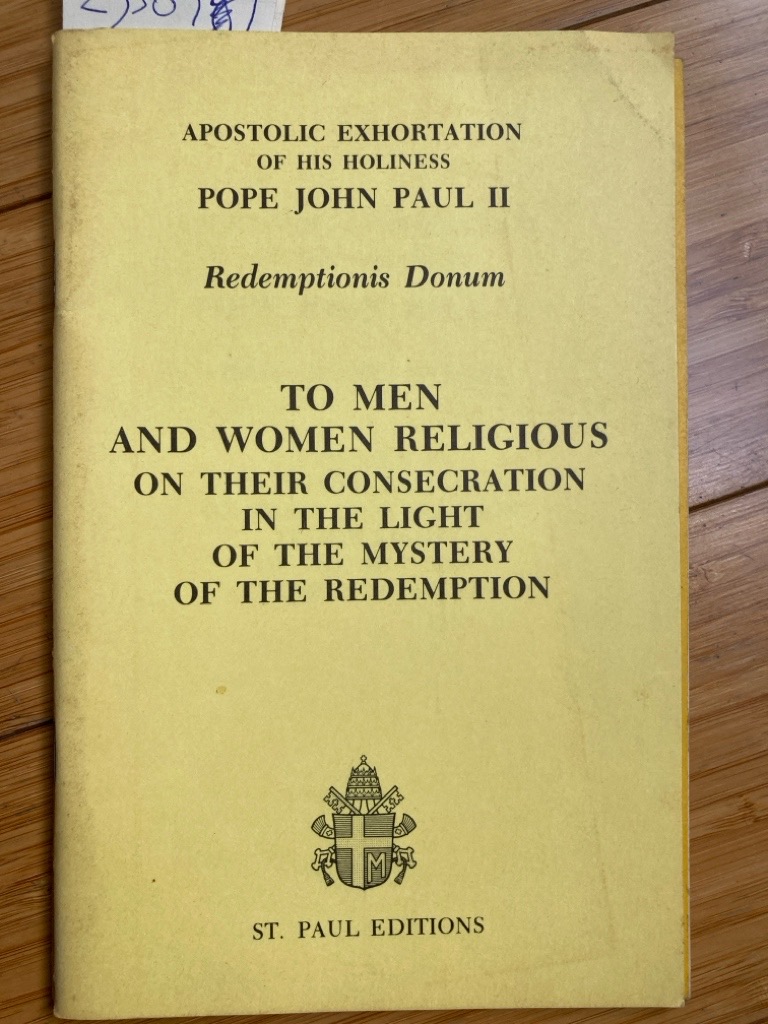 APOSTOLIC EXHORTATION
OF HIS HOLINESS
POPE JOHN PAUL II
Redemptionis Donum
TO MEN
AND WOMEN RELIGIOUS
ON THEIR CONSECRATION
IN THE LIGHT
OF THE MYSTERY
OF THE REDEMPTION
M
ST. PAUL EDITIONS